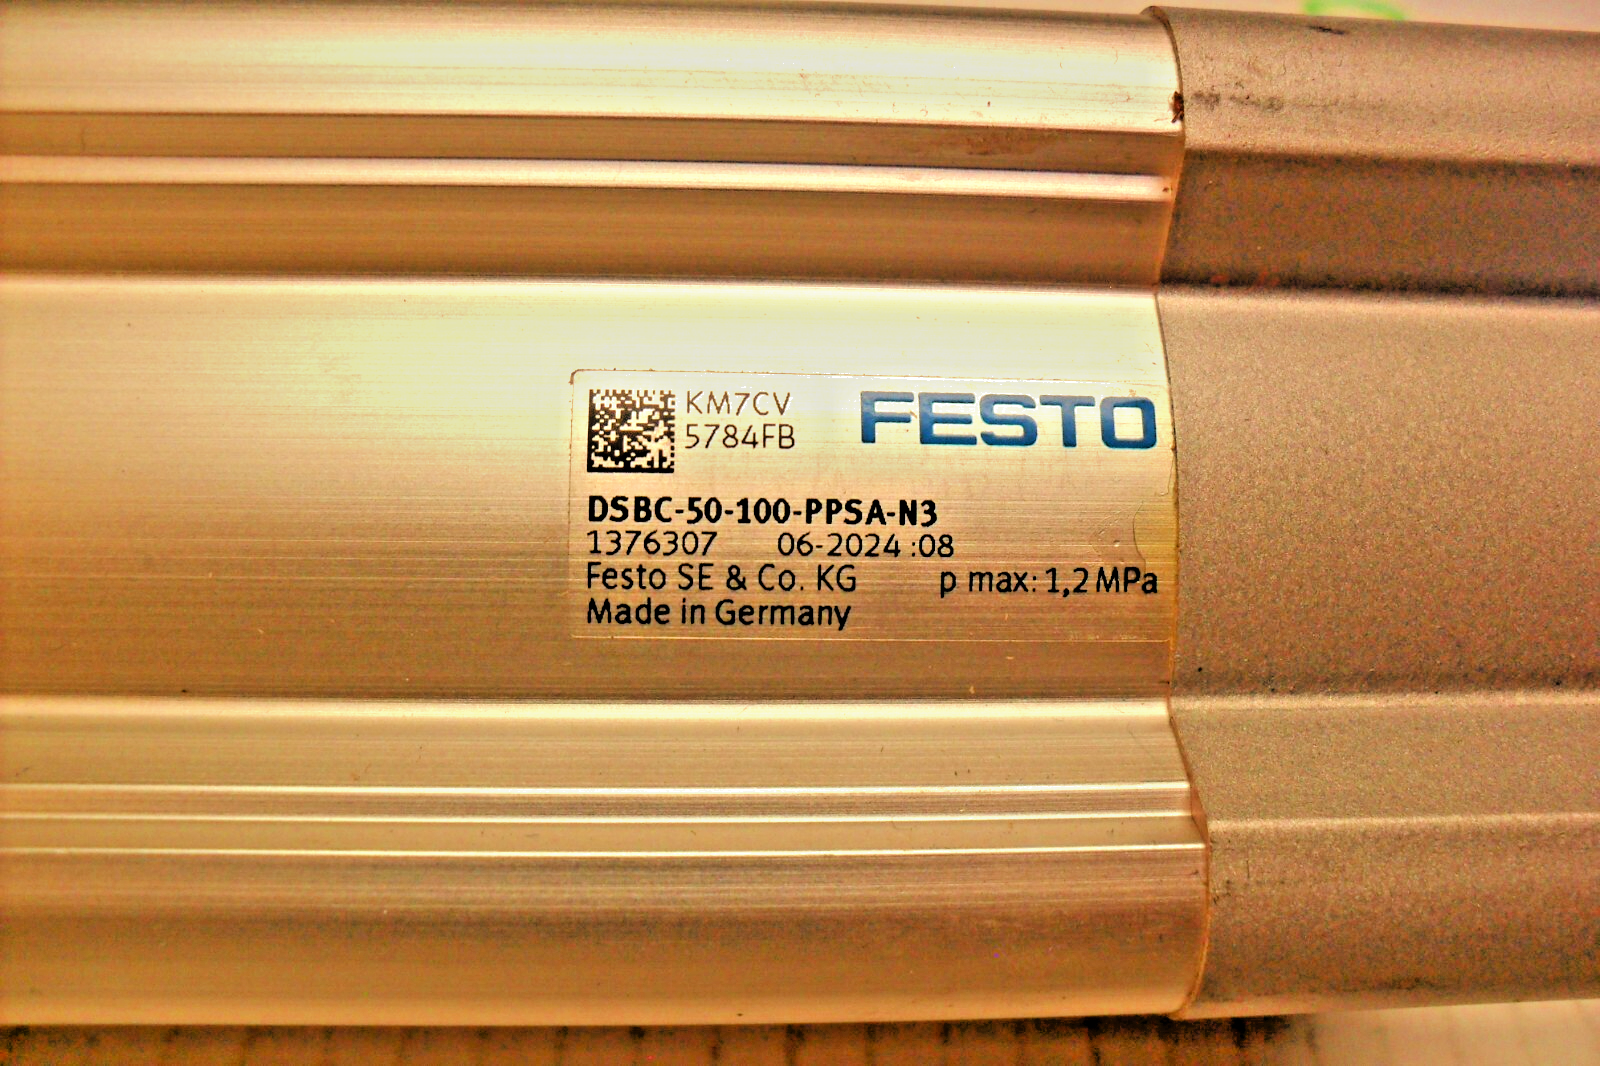 KM7CV
5784FB
FESTO
DSBC-50-100-PPSA-N3
1376307 06-2024 :08
Festo SE & Co. KG p max: 1,2 MPa
Made in Germany